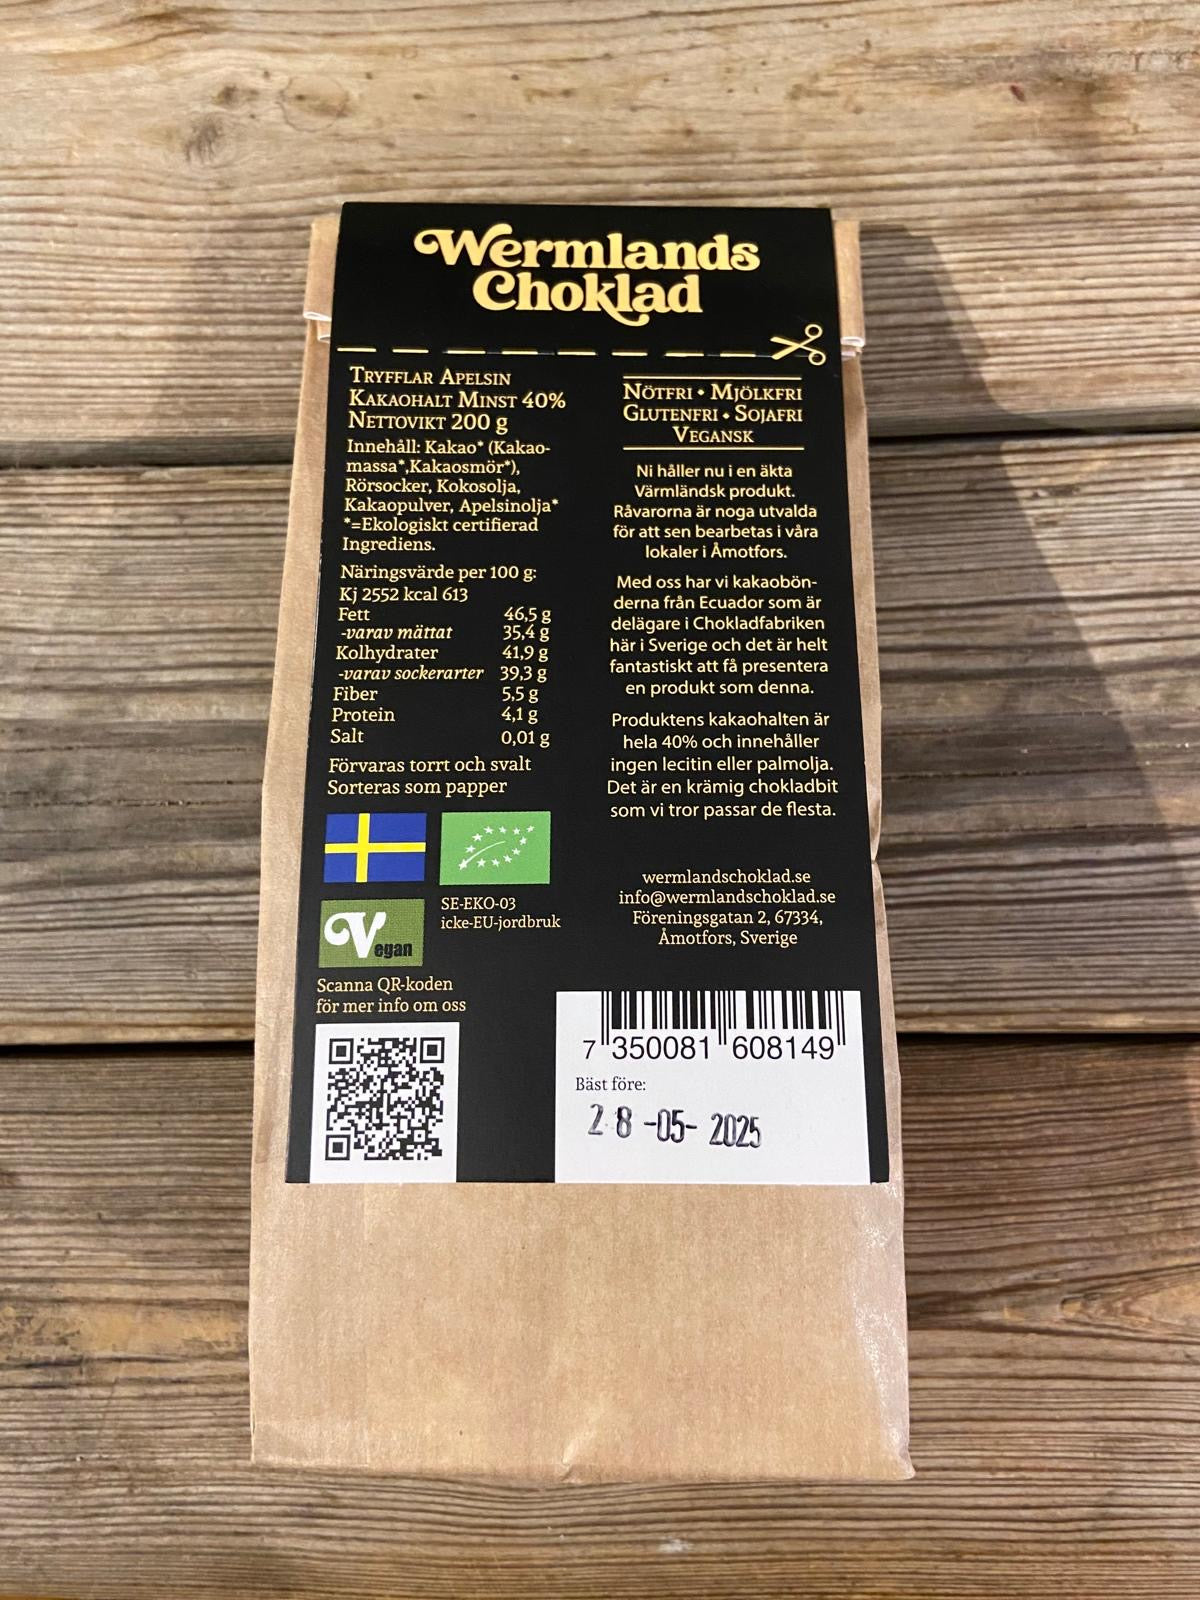 Wermlands
Choklad
Tryfflar Apelsin
Kakaohalt Minst 40%
Nettovikt 200 g
Innehåll: Kakao* (Kakao-
massa*,Kakaosmör*),
Rörsocker, Kokosolja,
Kakaopulver, Apelsinolja*
*=Ekologiskt certifierad
Ingrediens.
Näringsvärde per 100 g:
Kj 2552 kcal 613
Fett 46,5 g
-varav mättat 35,4 g
Kolhydrater 41,9 g
-varav sockerarter 39,3 g
Fiber 5,5 g
Protein 4,1 g
Salt 0,01 g
Förvaras torrt och svalt
Sorteras som papper
SE-EKO-03
icke-EU-jordbruk
Vegan
Scanna QR-koden
för mer info om oss
Nötfri • Mjölkfri
Glutenfri • Sojafri
Vegansk
Ni håller nu i en äkta
Värmländsk produkt.
Råvarorna är noga utvalda
för att sen bearbetas i våra
lokaler i Åmotfors.
Med oss har vi kakaobön-
derna från Ecuador som är
delägare i Chokladfabriken
här i Sverige och det är helt
fantastiskt att få presentera
en produkt som denna.
Produktens kakaohalten är
hela 40% och innehåller
ingen lecitin eller palmolja.
Det är en krämig chokladbit
som vi tror passar de flesta.
wermlandschoklad.se
info@wermlandschoklad.se
Föreningsgatan 2, 67334,
Åmotfors, Sverige
7 350081 608149
Bäst före:
28-05-2025